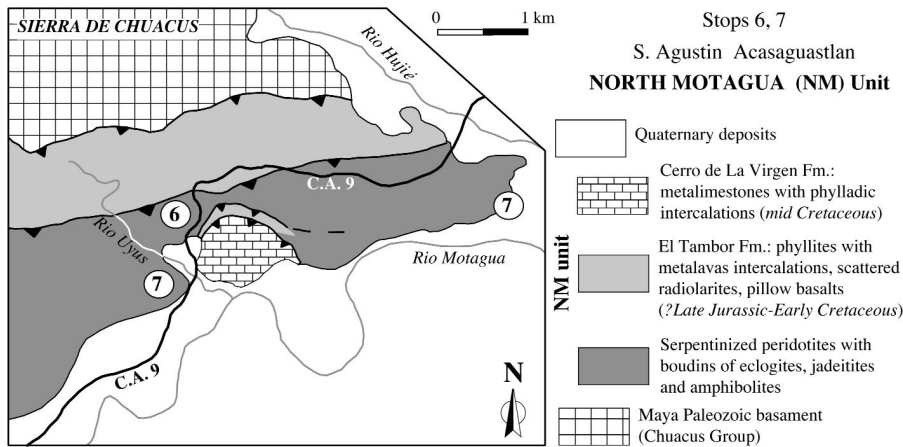 SIERRA DE CHUACUS
0 1 km
Rio Hujié
C.A. 9
6
7
Rio Uyus
Rio Motagua
7
C.A. 9
N
Stops 6, 7
S. Agustin Acasaguastlan
NORTH MOTAGUA (NM) Unit
Quaternary deposits
Cerro de La Virgen Fm.:
metalimestones with phylladic
intercalations (mid Cretaceous)
NM unit
El Tambor Fm.: phyllites with
metalavas intercalations, scattered
radiolarites, pillow basalts
(?Late Jurassic-Early Cretaceous)
Serpentinized peridotites with
boudins of eclogites, jadeitites
and amphibolites
Maya Paleozoic basament
(Chuacus Group)